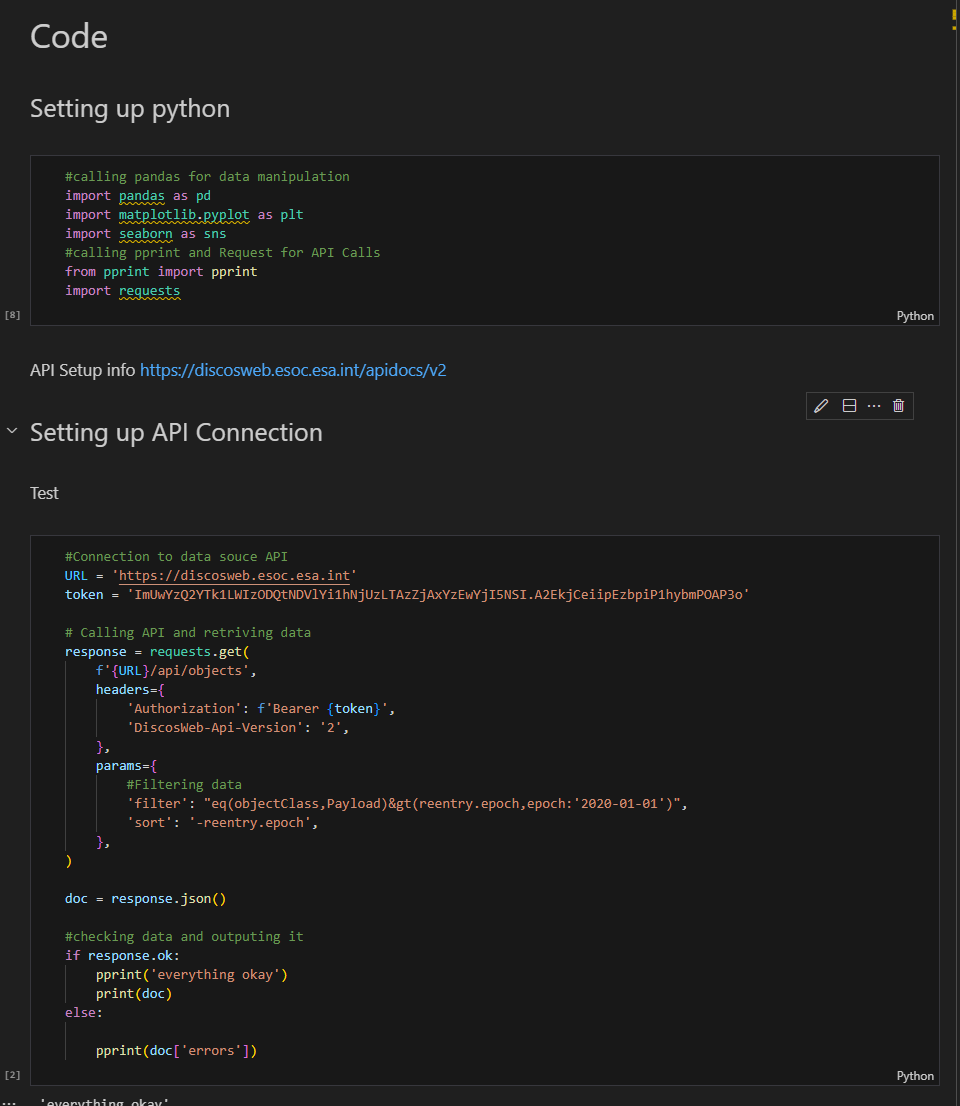 Code
Setting up python
#calling pandas for data manipulation
import pandas as pd
import matplotlib.pyplot as plt
import seaborn as sns
#calling pprint and Request for API Calls
from pprint import pprint
import requests
[8]
Python
API Setup info https://discosweb.esoc.esa.int/apidocs/v2
Setting up API Connection
Test
#Connection to data souce API
URL = 'https://discosweb.esoc.esa.int'
token = 'ImUwYzQ2YTk1LWIzODQtNDVlYi1hNjUzLTAzZjAxYzEwYjI5NSI.A2EkjCeiipEzbpiP1hybmPOAP3o'
# Calling API and retriving data
response = requests.get(
f'{URL}/api/objects',
headers={
'Authorization': f'Bearer {token}',
'DiscosWeb-Api-Version': '2',
},
params={
#Filtering data
'filter': "eq(objectClass,Payload)&gt(reentry.epoch,epoch:'2020-01-01')",
'sort': '-reentry.epoch',
},
)
doc = response.json()
#checking data and outputing it
if response.ok:
pprint('everything okay')
print(doc)
else:
pprint(doc['errors'])
[2]
Python
'everything okay'